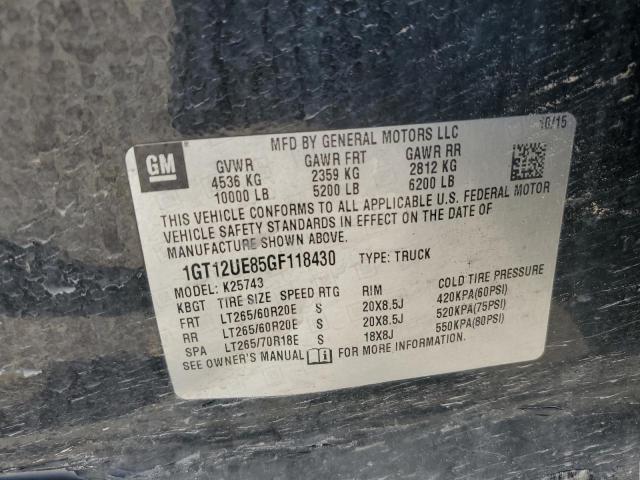 MFD BY GENERAL MOTORS LLC 10/15
GM
GVWR GAWR FRT GAWR RR
4536 KG 2359 KG 2812 KG
10000 LB 5200 LB 6200 LB
THIS VEHICLE CONFORMS TO ALL APPLICABLE U.S. FEDERAL MOTOR
VEHICLE SAFETY STANDARDS IN EFFECT ON THE DATE OF
MANUFACTURE SHOWN ABOVE.
1GT12UE85GF118430 TYPE: TRUCK
MODEL: K25743
KBGT TIRE SIZE SPEED RTG RIM COLD TIRE PRESSURE
FRT LT265/60R20E S 20X8.5J 420KPA(60PSI)
RR LT265/60R20E S 20X8.5J 520KPA(75PSI)
SPA LT265/70R18E S 18X8J 550KPA(80PSI)
SEE OWNER'S MANUAL FOR MORE INFORMATION.